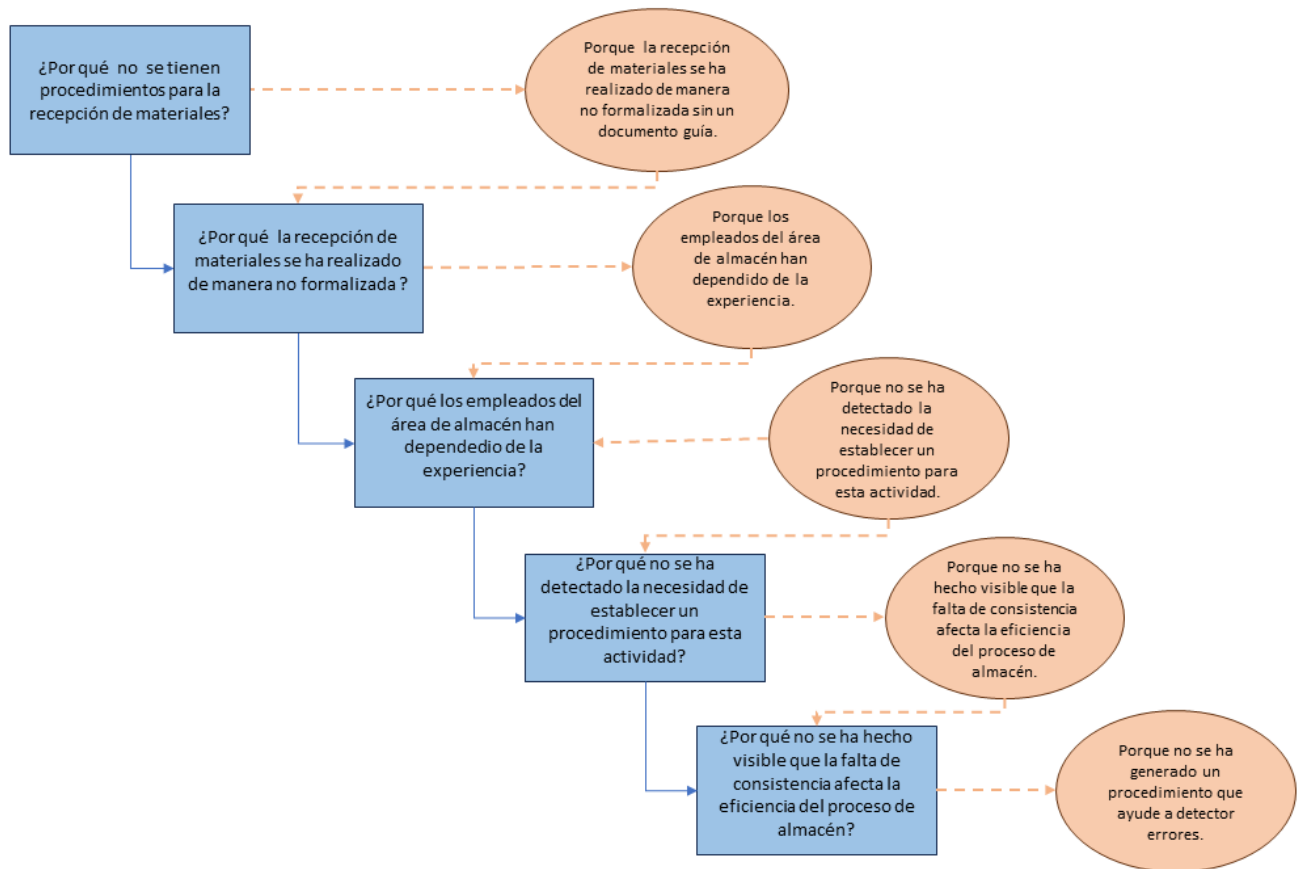 ¿Por qué no se tienen
procedimientos para la
recepción de materiales?
Porque la recepción
de materiales se ha
realizado de manera
no formalizada sin un
documento guía.
¿Por qué la recepción de
materiales se ha realizado
de manera no formalizada ?
Porque los
empleados del área
de almacén han
dependido de la
experiencia.
¿Por qué los empleados del
área de almacén han
dependedio de la
experiencia?
Porque no se ha
detectado la
necesidad de
establecer un
procedimiento para
esta actividad.
¿Por qué no se ha
detectado la necesidad de
establecer un
procedimiento para esta
actividad?
Porque no se ha
hecho visible que la
falta de consistencia
afecta la eficiencia
del proceso de
almacén.
¿Por qué no se ha hecho
visible que la falta de
consistencia afecta la
eficiencia del proceso de
almacén?
Porque no se ha
generado un
procedimiento que
ayude a detector
errores.